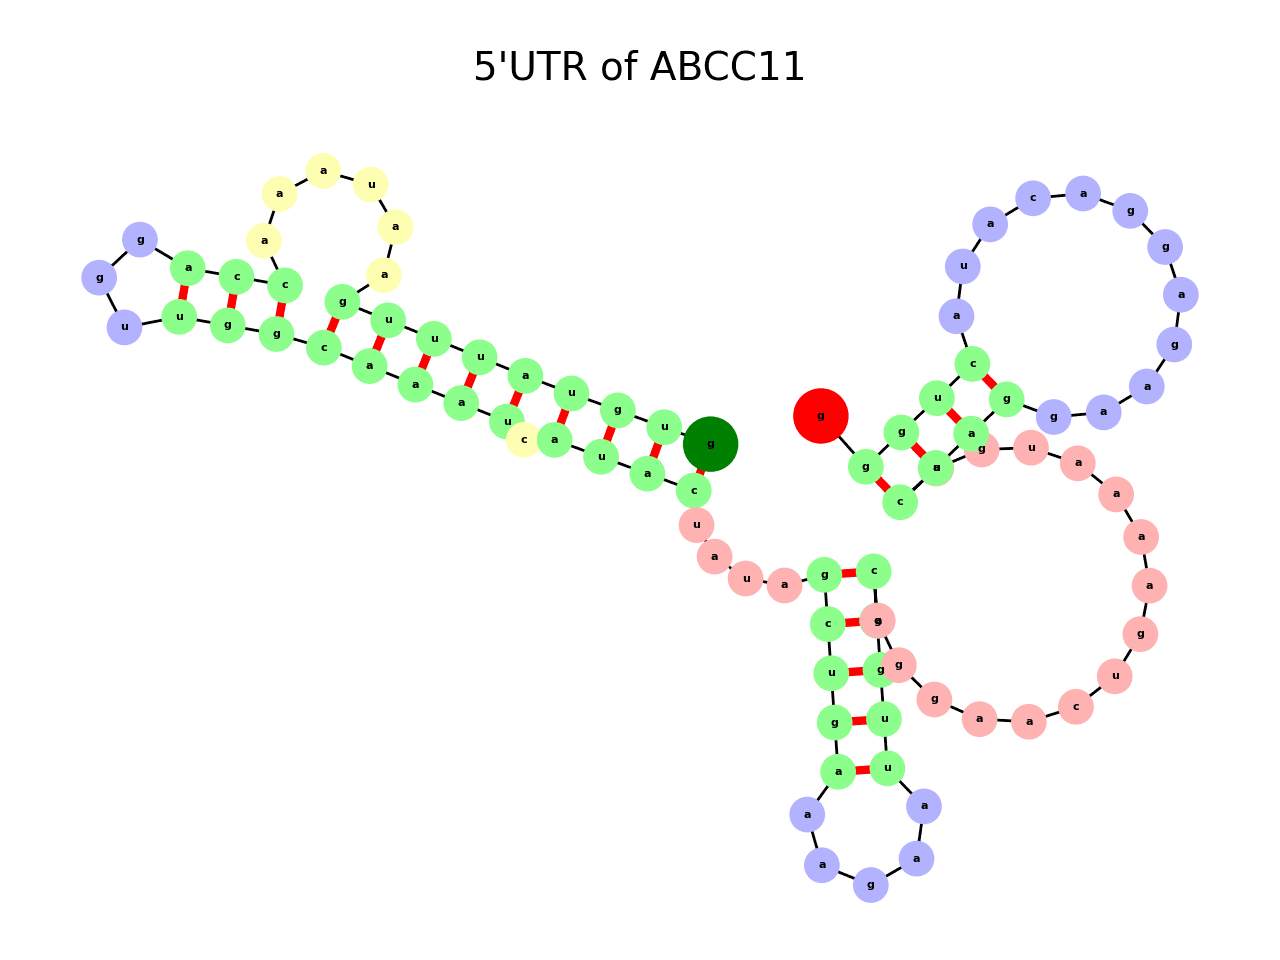 5'UTR of ABCC11
g g g u c a u a c a g g a g a a g g a c
g u a a a a g u c a a g g g
c g u u a a g a a a g u c g
a u a u
c a u a c u a a a c g g u u g g a c c a a a u a a g u u u a u g u g